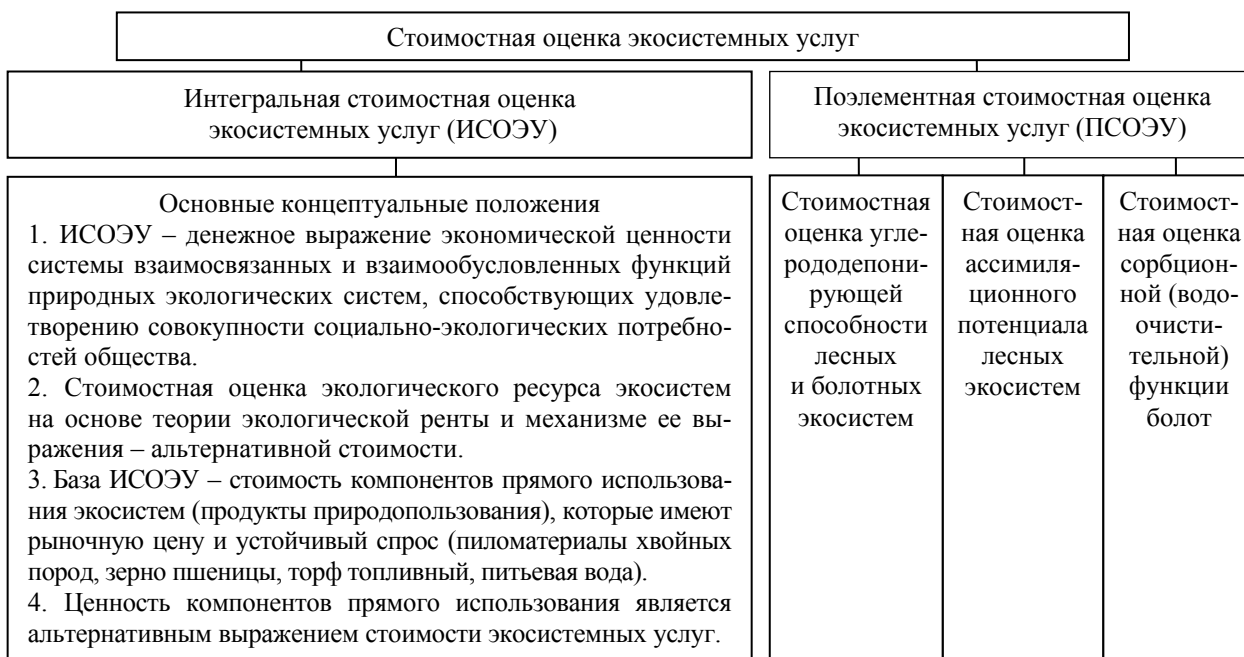 Стоимостная оценка экосистемных услуг
Интегральная стоимостная оценка
экосистемных услуг (ИСОЭУ)
Поэлементная стоимостная оценка
экосистемных услуг (ПСОЭУ)
Основные концептуальные положения
1. ИСОЭУ – денежное выражение экономической ценности
системы взаимосвязанных и взаимообусловленных функций
природных экологических систем, способствующих удовле-
творению совокупности социально-экологических потребно-
стей общества.
2. Стоимостная оценка экологического ресурса экосистем
на основе теории экологической ренты и механизме ее вы-
ражения – альтернативной стоимости.
3. База ИСОЭУ – стоимость компонентов прямого использова-
ния экосистем (продукты природопользования), которые имеют
рыночную цену и устойчивый спрос (пиломатериалы хвойных
пород, зерно пшеницы, торф топливный, питьевая вода).
4. Ценность компонентов прямого использования является
альтернативным выражением стоимости экосистемных услуг.
Стоимостная
оценка угле-
рододепони-
рующей
способности
лесных
и болотных
экосистем
Стоимост-
ная оценка
ассимиля-
ционного
потенциала
лесных
экосистем
Стоимост-
ная оценка
сорбцион-
ной (водо-
очисти-
тельной)
функции
болот